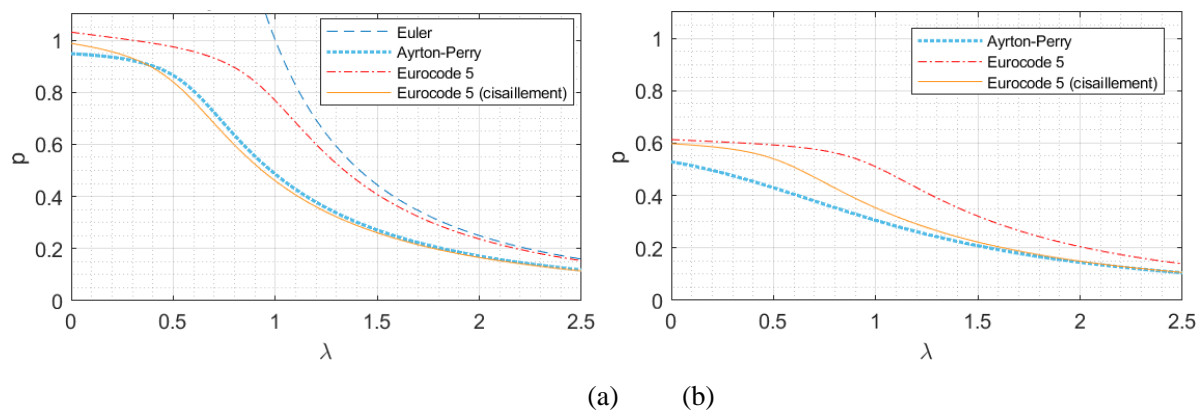 Euler
Ayrton-Perry
Eurocode 5
Eurocode 5 (cisaillement)
p
1
0.8
0.6
0.4
0.2
0
0 0.5 1 1.5 2 2.5
λ
Ayrton-Perry
Eurocode 5
Eurocode 5 (cisaillement)
p
1
0.8
0.6
0.4
0.2
0
0 0.5 1 1.5 2 2.5
λ
(a) (b)